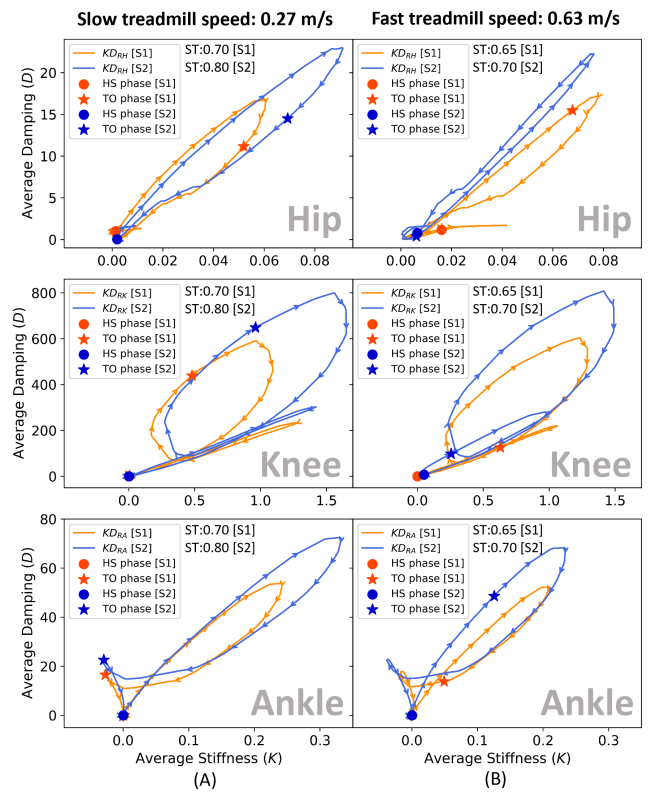 Slow treadmill speed: 0.27 m/s
Fast treadmill speed: 0.63 m/s
Average Damping (D)
20
15
10
5
0
KD_RH [S1]
KD_RH [S2]
HS phase [S1]
TO phase [S1]
HS phase [S2]
TO phase [S2]
ST:0.70 [S1]
ST:0.80 [S2]
Hip
0.00
0.02
0.04
0.06
0.08
KD_RH [S1]
KD_RH [S2]
HS phase [S1]
TO phase [S1]
HS phase [S2]
TO phase [S2]
ST:0.65 [S1]
ST:0.70 [S2]
Hip
0.00
0.02
0.04
0.06
0.08
Average Damping (D)
800
600
400
200
0
KD_RK [S1]
KD_RK [S2]
HS phase [S1]
TO phase [S1]
HS phase [S2]
TO phase [S2]
ST:0.70 [S1]
ST:0.80 [S2]
Knee
0.0
0.5
1.0
1.5
KD_RK [S1]
KD_RK [S2]
HS phase [S1]
TO phase [S1]
HS phase [S2]
TO phase [S2]
ST:0.65 [S1]
ST:0.70 [S2]
Knee
0.0
0.5
1.0
1.5
Average Damping (D)
80
60
40
20
0
KD_RA [S1]
KD_RA [S2]
HS phase [S1]
TO phase [S1]
HS phase [S2]
TO phase [S2]
ST:0.70 [S1]
ST:0.80 [S2]
Ankle
0.0
0.1
0.2
0.3
Average Stiffness (K)
(A)
KD_RA [S1]
KD_RA [S2]
HS phase [S1]
TO phase [S1]
HS phase [S2]
TO phase [S2]
ST:0.65 [S1]
ST:0.70 [S2]
Ankle
0.0
0.1
0.2
0.3
Average Stiffness (K)
(B)